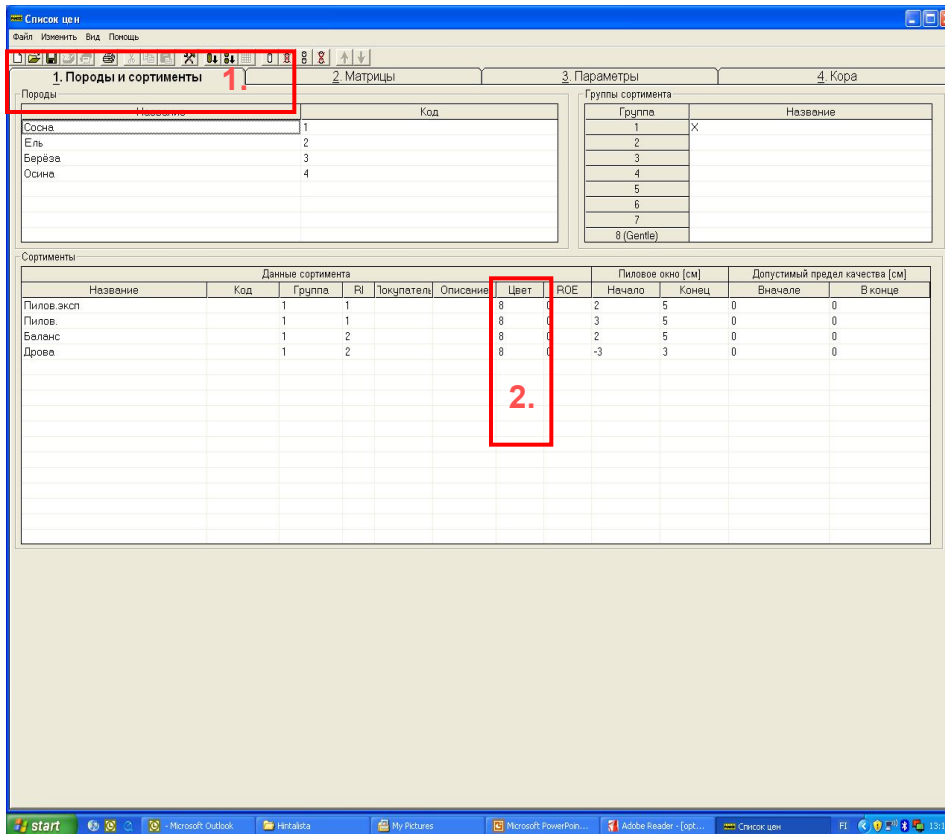 Список цен
Файл Изменить Вид Помощь
1. Породы и сортименты 1. 2. Матрицы 3. Параметры 4. Кора
Породы Группы сортимента
Название Код Группа Название
Сосна 1 1 X
Ель 2 2
Берёза 3 3
Осина 4 4
5
6
7
8 (Gentle)
Сортименты
Данные сортимента Пиловое окно [см] Допустимый предел качества [см]
Название Код Группа RI Покупатель Описание Цвет ROE Начало Конец Вначале В конце
Пилов.эксп 1 1 8 0 2 5 0 0
Пилов. 1 1 8 0 3 5 0 0
Баланс 1 2 8 0 2 5 0 0
Дрова 1 2 8 0 -3 3 0 0
2.
start - Microsoft Outlook Hintalista My Pictures Microsoft PowerPoin... Adobe Reader - [opt... Список цен FI